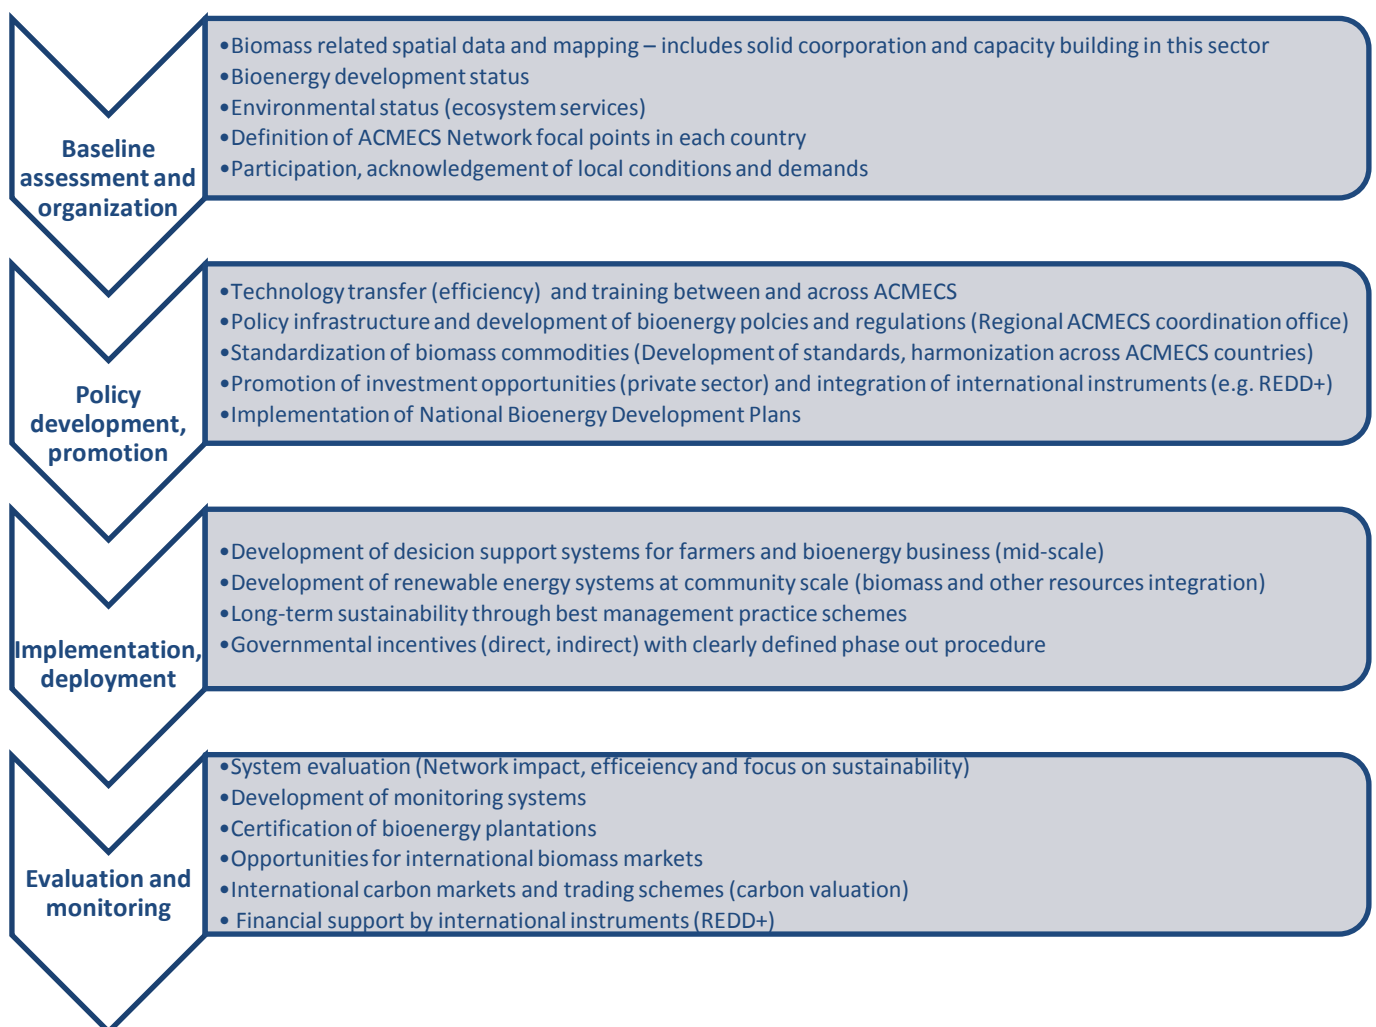 Baseline
assessment and
organization
•Biomass related spatial data and mapping – includes solid coorporation and capacity building in this sector
•Bioenergy development status
•Environmental status (ecosystem services)
•Definition of ACMECS Network focal points in each country
•Participation, acknowledgement of local conditions and demands
Policy
development,
promotion
•Technology transfer (efficiency) and training between and across ACMECS
•Policy infrastructure and development of bioenergy polcies and regulations (Regional ACMECS coordination office)
•Standardization of biomass commodities (Development of standards, harmonization across ACMECS countries)
•Promotion of investment opportunities (private sector) and integration of international instruments (e.g. REDD+)
•Implementation of National Bioenergy Development Plans
Implementation,
deployment
•Development of desicion support systems for farmers and bioenergy business (mid-scale)
•Development of renewable energy systems at community scale (biomass and other resources integration)
•Long-term sustainability through best management practice schemes
•Governmental incentives (direct, indirect) with clearly defined phase out procedure
Evaluation and
monitoring
•System evaluation (Network impact, efficeiency and focus on sustainability)
•Development of monitoring systems
•Certification of bioenergy plantations
•Opportunities for international biomass markets
•International carbon markets and trading schemes (carbon valuation)
• Financial support by international instruments (REDD+)